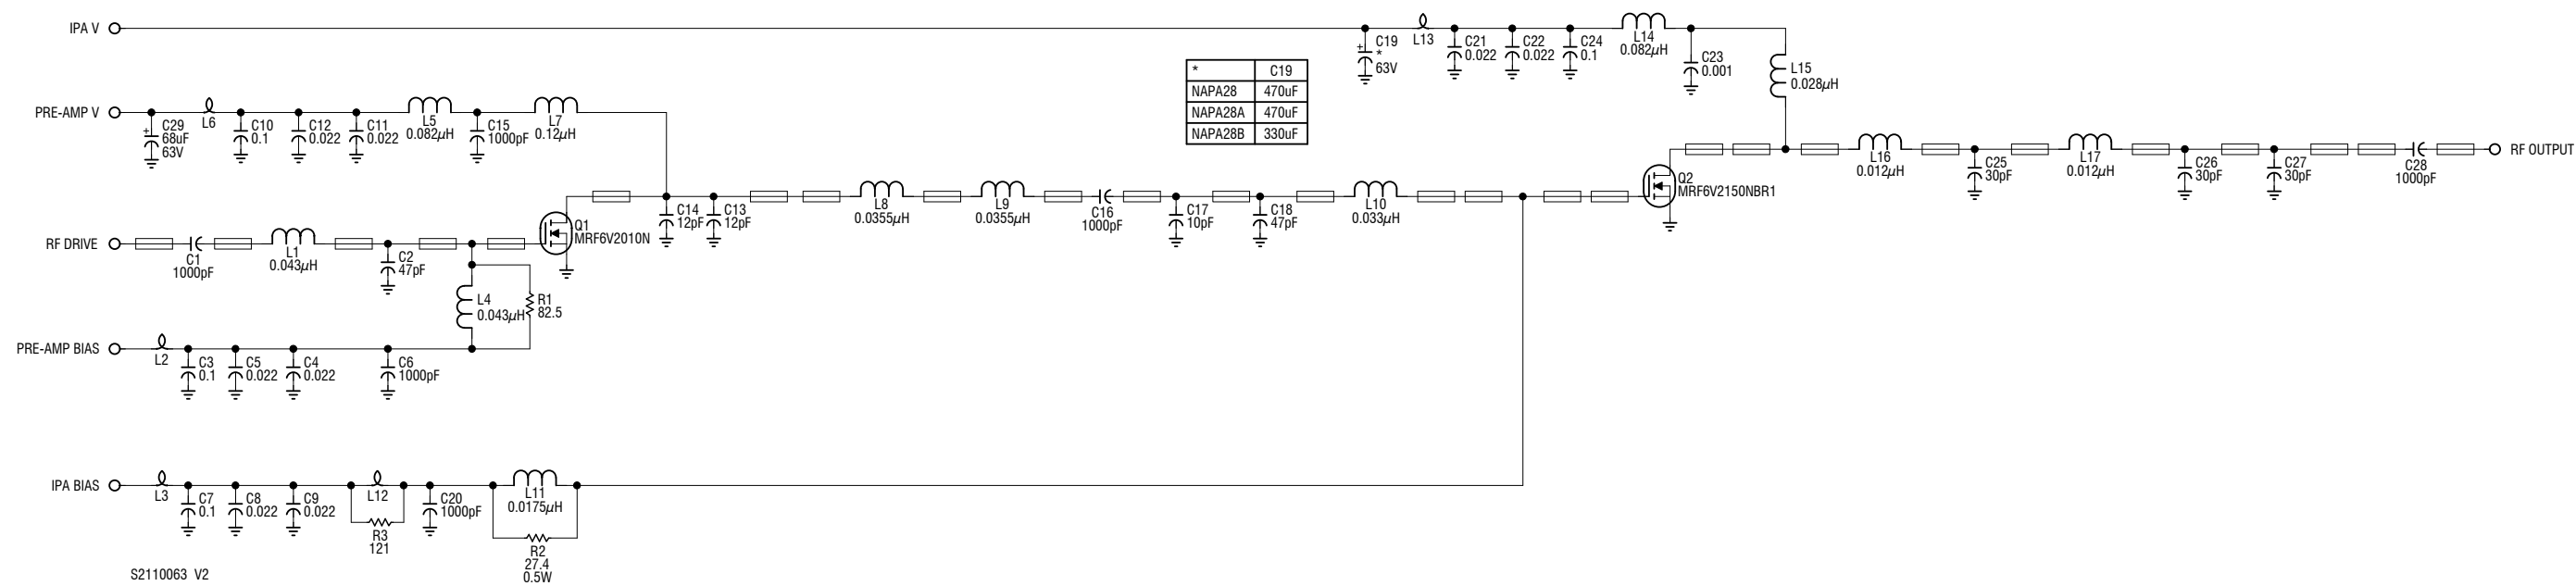 IPA V
C19
*
63V
L13
C21
0.022
C22
0.022
C24
0.1
L14
0.082µH
C23
0.001
L15
0.028µH
* C19
NAPA28 470uF
NAPA28A 470uF
NAPA28B 330uF
PRE-AMP V
+
C29
68uF
63V
L6
C10
0.1
C12
0.022
C11
0.022
L5
0.082µH
C15
1000pF
L7
0.12µH
+
Q2
MRF6V2150NBR1
L16
0.012µH
C25
30pF
L17
0.012µH
C26
30pF
C27
30pF
C28
1000pF
RF OUTPUT
RF DRIVE
C1
1000pF
L1
0.043µH
C2
47pF
Q1
MRF6V2010N
C14
12pF
C13
12pF
L8
0.0355µH
L9
0.0355µH
C16
1000pF
C17
10pF
C18
47pF
L10
0.033µH
L4
0.043µH
R1
82.5
PRE-AMP BIAS
L2
C3
0.1
C5
0.022
C4
0.022
C6
1000pF
IPA BIAS
L3
C7
0.1
C8
0.022
C9
0.022
L12
R3
121
C20
1000pF
L11
0.0175µH
R2
27.4
0.5W
S2110063 V2